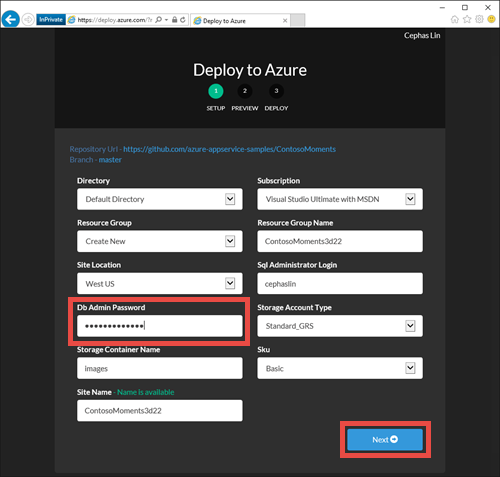 InPrivate
https://deploy.azure.com/?r
Deploy to Azure
Cephas Lin
Deploy to Azure
1 2 3
SETUP PREVIEW DEPLOY
Repository Url - https://github.com/azure-appservice-samples/ContosoMoments
Branch - master
Directory
Default Directory
Subscription
Visual Studio Ultimate with MSDN
Resource Group
Create New
Resource Group Name
ContosoMoments3d22
Site Location
West US
Sql Administrator Login
cephaslin
Db Admin Password
•••••••••••••
Storage Account Type
Standard_GRS
Storage Container Name
images
Sku
Basic
Site Name - Name is available
ContosoMoments3d22
Next